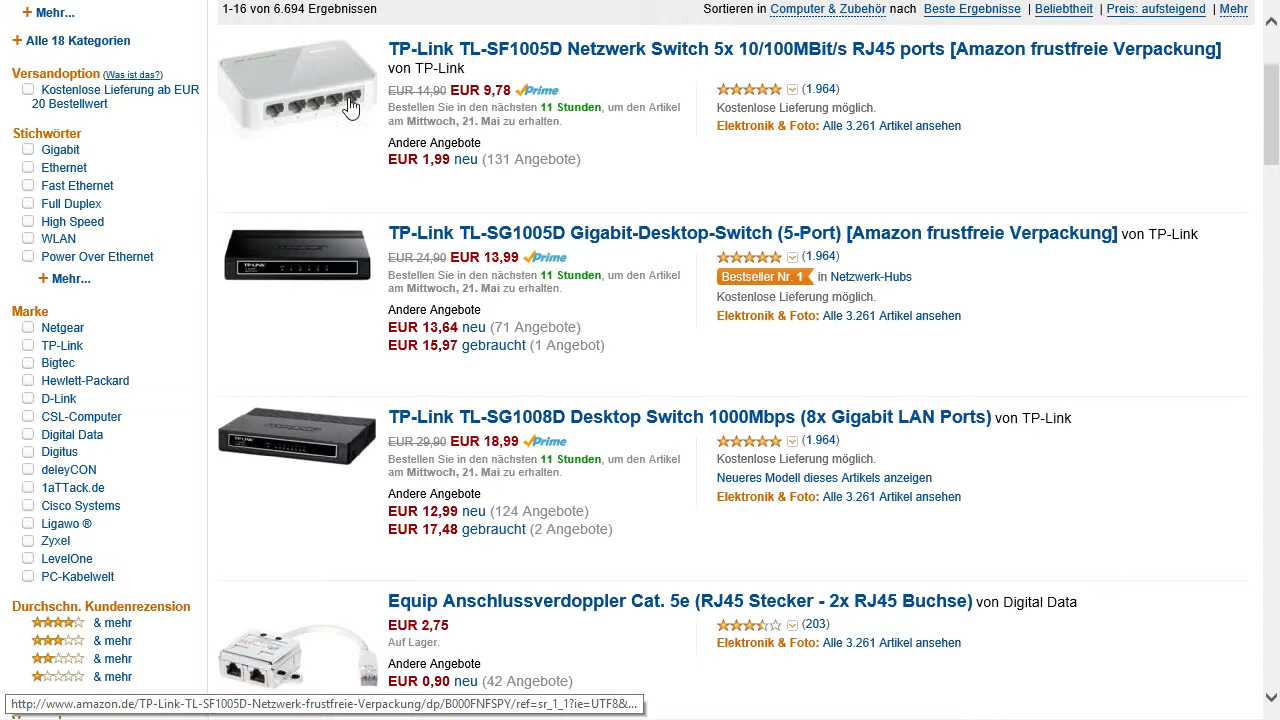 + Mehr...
+ Alle 18 Kategorien
Versandoption (Was ist das?)
Kostenlose Lieferung ab EUR
20 Bestellwert
Stichwörter
Gigabit
Ethernet
Fast Ethernet
Full Duplex
High Speed
WLAN
Power Over Ethernet
+ Mehr...
Marke
Netgear
TP-Link
Bigtec
Hewlett-Packard
D-Link
CSL-Computer
Digital Data
Digitus
deleyCON
1aTTack.de
Cisco Systems
Ligawo ®
Zyxel
LevelOne
PC-Kabelwelt
Durchschn. Kundenrezension
& mehr
& mehr
& mehr
& mehr
1-16 von 6.694 Ergebnissen
Sortieren in Computer & Zubehör nach Beste Ergebnisse | Beliebtheit | Preis: aufsteigend | Mehr
TP-Link TL-SF1005D Netzwerk Switch 5x 10/100MBit/s RJ45 ports [Amazon frustfreie Verpackung]
von TP-Link
EUR 14,90 EUR 9,78 Prime
Bestellen Sie in den nächsten 11 Stunden, um den Artikel
am Mittwoch, 21. Mai zu erhalten.
Andere Angebote
EUR 1,99 neu (131 Angebote)
(1.964)
Kostenlose Lieferung möglich.
Elektronik & Foto: Alle 3.261 Artikel ansehen
TP-LINK
TP-Link TL-SG1005D Gigabit-Desktop-Switch (5-Port) [Amazon frustfreie Verpackung] von TP-Link
EUR 24,90 EUR 13,99 Prime
Bestellen Sie in den nächsten 11 Stunden, um den Artikel
am Mittwoch, 21. Mai zu erhalten.
Andere Angebote
EUR 13,64 neu (71 Angebote)
EUR 15,97 gebraucht (1 Angebot)
(1.964)
Bestseller Nr. 1 in Netzwerk-Hubs
Kostenlose Lieferung möglich.
Elektronik & Foto: Alle 3.261 Artikel ansehen
TP-LINK
TP-Link TL-SG1008D Desktop Switch 1000Mbps (8x Gigabit LAN Ports) von TP-Link
EUR 29,90 EUR 18,99 Prime
Bestellen Sie in den nächsten 11 Stunden, um den Artikel
am Mittwoch, 21. Mai zu erhalten.
Andere Angebote
EUR 12,99 neu (124 Angebote)
EUR 17,48 gebraucht (2 Angebote)
(1.964)
Kostenlose Lieferung möglich.
Neueres Modell dieses Artikels anzeigen
Elektronik & Foto: Alle 3.261 Artikel ansehen
Equip Anschlussverdoppler Cat. 5e (RJ45 Stecker - 2x RJ45 Buchse) von Digital Data
EUR 2,75
Auf Lager.
Andere Angebote
EUR 0,90 neu (42 Angebote)
(203)
Elektronik & Foto: Alle 3.261 Artikel ansehen
http://www.amazon.de/TP-Link-TL-SF1005D-Netzwerk-frustfreie-Verpackung/dp/B000FNFSPY/ref=sr_1_1?ie=UTF8&...